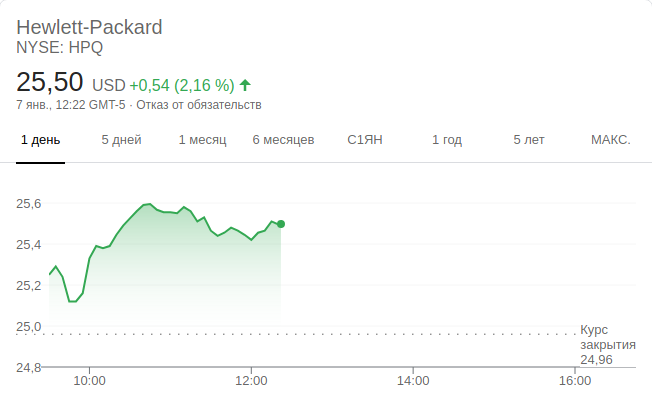 Hewlett-Packard
NYSE: HPQ
25,50 USD +0,54 (2,16 %)
7 янв., 12:22 GMT-5 · Отказ от обязательств
1 день 5 дней 1 месяц 6 месяцев С1ЯН 1 год 5 лет МАКС.
25,6
25,4
25,2
25,0
Курс
закрытия
24,96
24,8
10:00 12:00 14:00 16:00